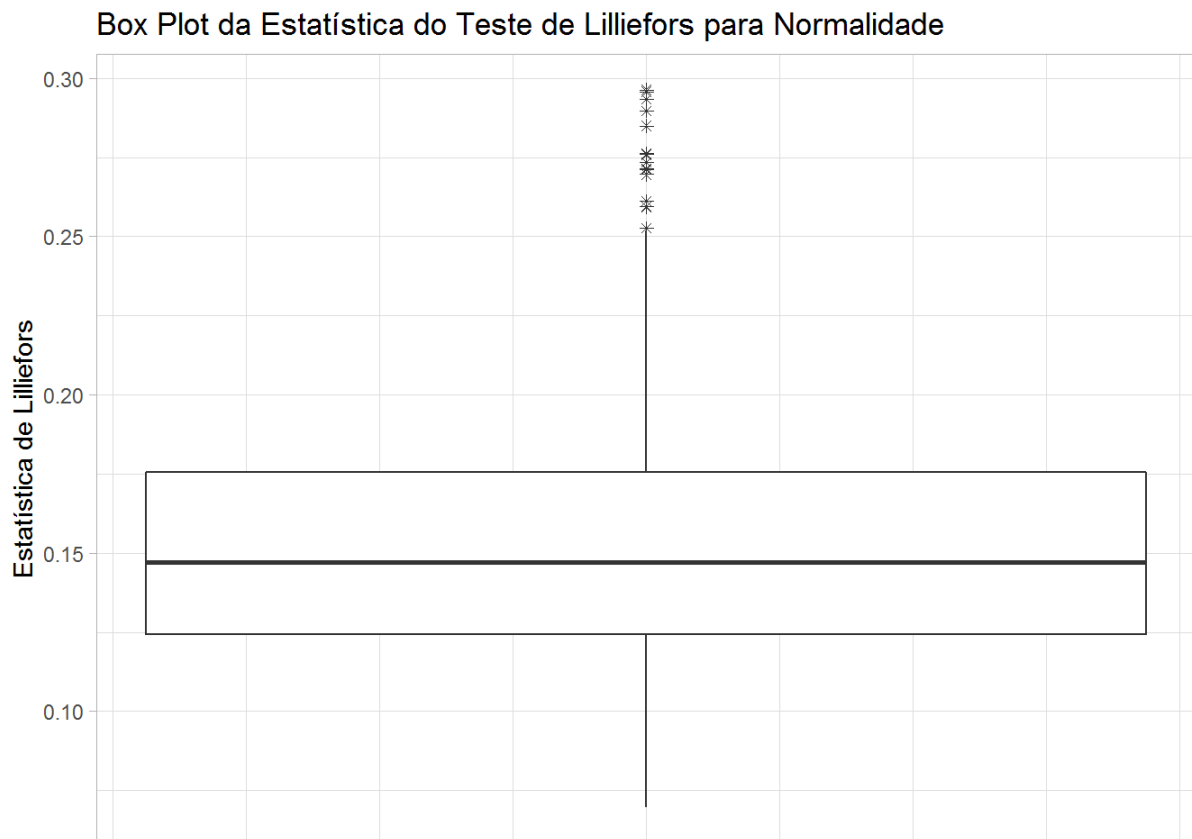 Box Plot da Estatística do Teste de Lilliefors para Normalidade
Estatística de Lilliefors
0.30
0.25
0.20
0.15
0.10